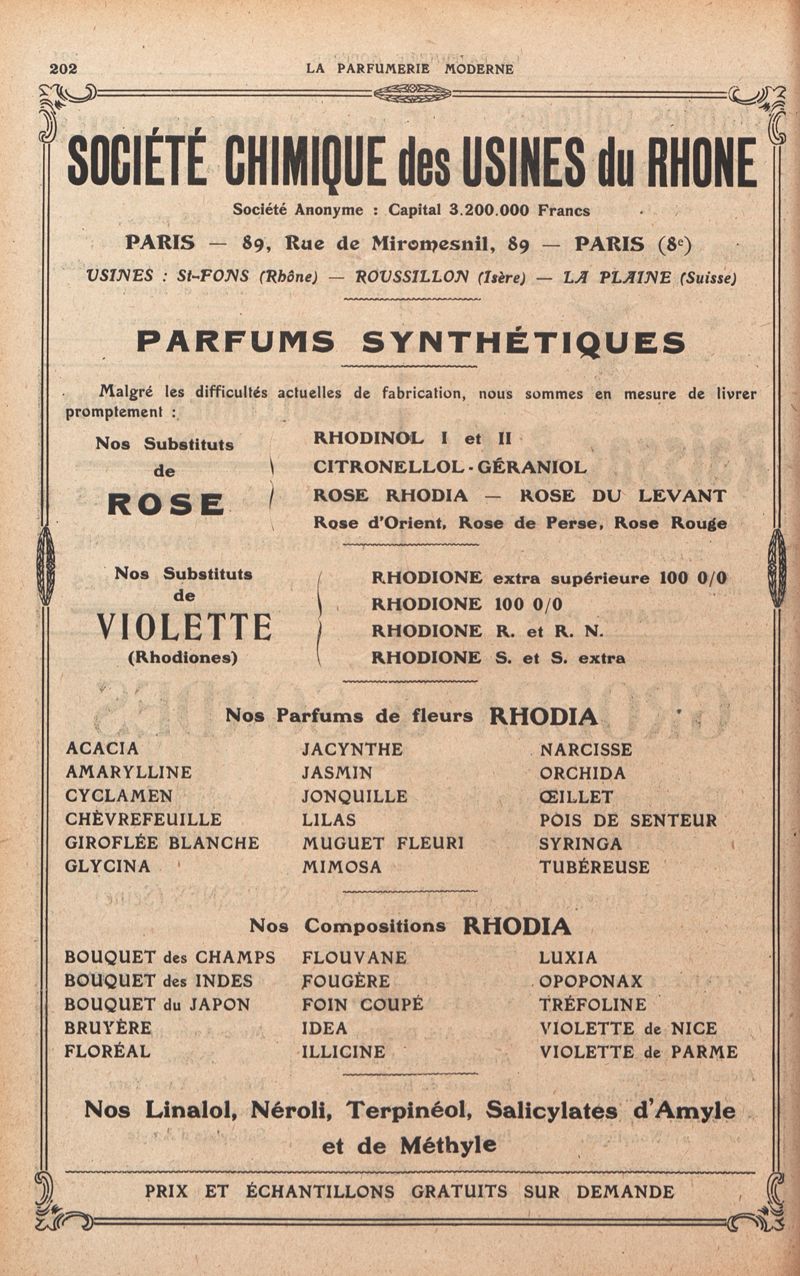 202
LA PARFUMERIE MODERNE
SOCIÉTÉ CHIMIQUE des USINES du RHONE
Société Anonyme : Capital 3.200.000 Francs
PARIS — 89, Rue de Miromesnil, 89 — PARIS (8e)
USINES : St-FONS (Rhône) — ROUSSILLON (Isère) — LA PLAINE (Suisse)
PARFUMS SYNTHÉTIQUES
Malgré les difficultés actuelles de fabrication, nous sommes en mesure de livrer
promptement :
Nos Substituts
de
ROSE
RHODINOL I et II
CITRONELLOL-GÉRANIOL
ROSE RHODIA — ROSE DU LEVANT
Rose d'Orient, Rose de Perse, Rose Rouge
Nos Substituts
de
VIOLETTE
(Rhodiones)
RHODIONE extra supérieure 100 0/0
RHODIONE 100 0/0
RHODIONE R. et R. N.
RHODIONE S. et S. extra
Nos Parfums de fleurs RHODIA
ACACIA JACYNTHE NARCISSE
AMARYLLINE JASMIN ORCHIDA
CYCLAMEN JONQUILLE ŒILLET
CHÈVREFEUILLE LILAS POIS DE SENTEUR
GIROFLÉE BLANCHE MUGUET FLEURI SYRINGA
GLYCINA MIMOSA TUBÉREUSE
Nos Compositions RHODIA
BOUQUET des CHAMPS FLOUVANE LUXIA
BOUQUET des INDES FOUGÈRE OPOPONAX
BOUQUET du JAPON FOIN COUPÉ TRÉFOLINE
BRUYÈRE IDEA VIOLETTE de NICE
FLORÉAL ILLICINE VIOLETTE de PARME
Nos Linalol, Néroli, Terpinéol, Salicylates d'Amyle
et de Méthyle
PRIX ET ÉCHANTILLONS GRATUITS SUR DEMANDE